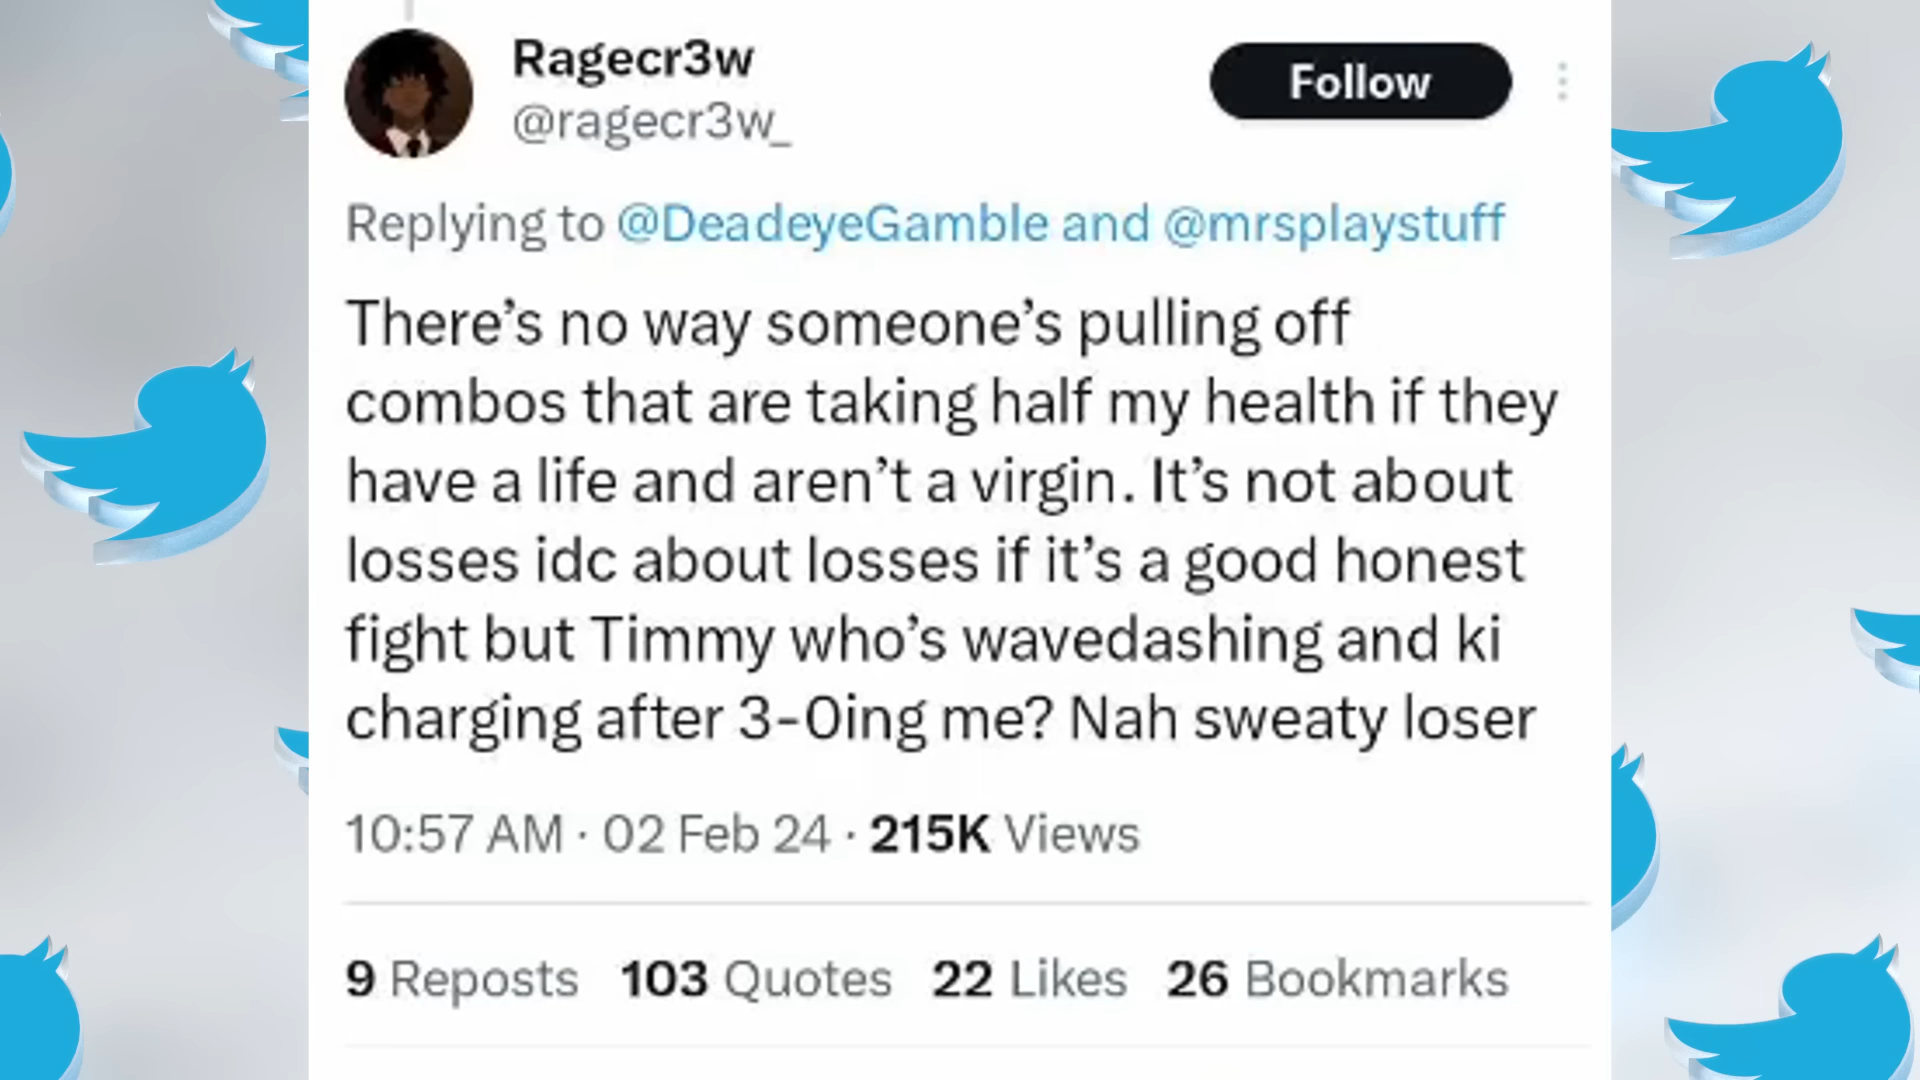 Ragecr3w
@ragecr3w_
Follow
Replying to @DeadeyeGamble and @mrsplaystuff
There’s no way someone’s pulling off
combos that are taking half my health if they
have a life and aren’t a virgin. It’s not about
losses idc about losses if it’s a good honest
fight but Timmy who’s wavedashing and ki
charging after 3-0ing me? Nah sweaty loser
10:57 AM · 02 Feb 24 · 215K Views
9 Reposts 103 Quotes 22 Likes 26 Bookmarks